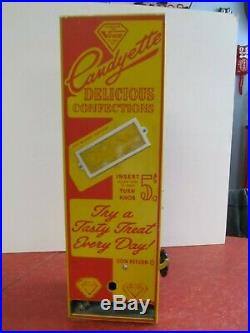 Candyette
DELICIOUS
CONFECTIONS
INSERT
TURN
KNOB
5¢
Try a
Tasty Treat
Every Day!
COIN RETURN